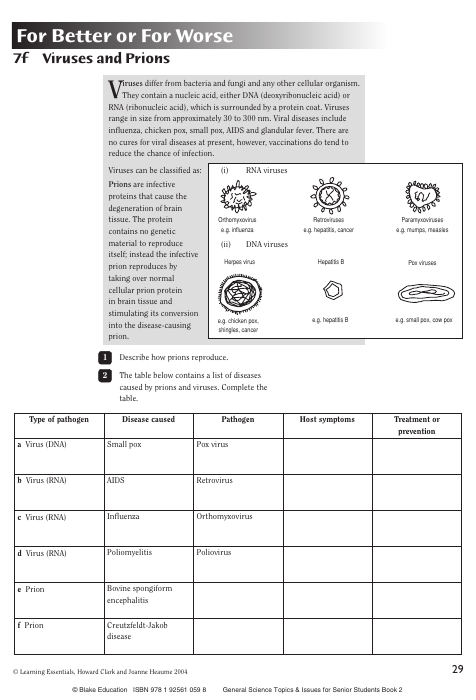 For Better or For Worse
7f Viruses and Prions
Viruses differ from bacteria and fungi and any other cellular organism.
They contain a nucleic acid, either DNA (deoxyribonucleic acid) or
RNA (ribonucleic acid), which is surrounded by a protein coat. Viruses
range in size from approximately 30 to 300 nm. Viral diseases include
influenza, chicken pox, small pox, AIDS and glandular fever. There are
no cures for viral diseases at present, however, vaccinations do tend to
reduce the chance of infection.
Viruses can be classified as:
Prions are infective
proteins that cause the
degeneration of brain
tissue. The protein
contains no genetic
material to reproduce
itself; instead the infective
prion reproduces by
taking over normal
cellular prion protein
in brain tissue and
stimulating its conversion
into the disease-causing
prion.
(i) RNA viruses
Orthomyxovirus Retroviruses Paramyxoviruses
e.g. influenza e.g. hepatitis, cancer e.g. mumps, measles
(ii) DNA viruses
Herpes virus Hepatitis B Pox viruses
e.g. chicken pox, e.g. hepatitis B e.g. small pox, cow pox
shingles, cancer
1 Describe how prions reproduce.
2 The table below contains a list of diseases
caused by prions and viruses. Complete the
table.
Type of pathogen Disease caused Pathogen Host symptoms Treatment or
prevention
a Virus (DNA) Small pox Pox virus
b Virus (RNA) AIDS Retrovirus
c Virus (RNA) Influenza Orthomyxovirus
d Virus (RNA) Poliomyelitis Poliovirus
e Prion Bovine spongiform
encephalitis
f Prion Creutzfeldt-Jakob
disease
© Learning Essentials, Howard Clark and Joanne Heaume 2004 29
© Blake Education ISBN 978 1 92561 059 8 General Science Topics & Issues for Senior Students Book 2